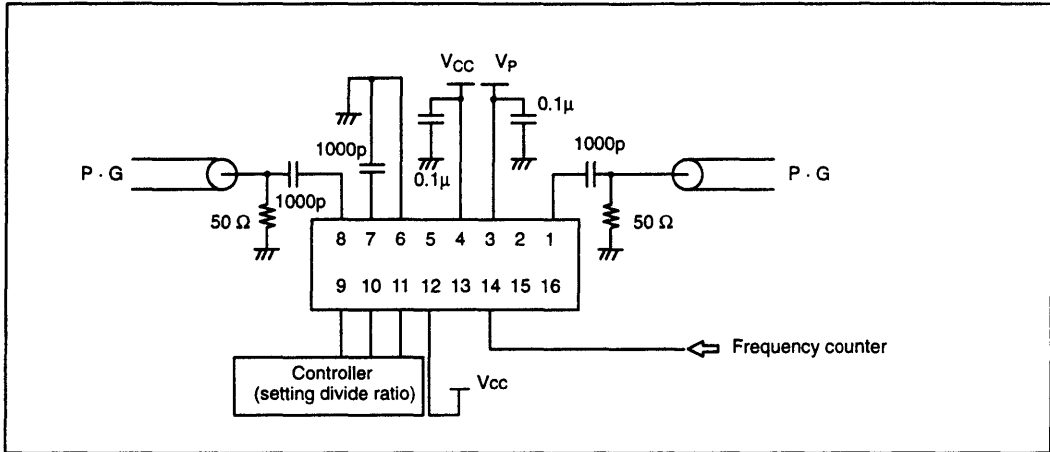 VCC VP
0.1µ
1000p 1000p
P · G P · G
0.1µ
1000p
50 Ω 50 Ω
8 7 6 5 4 3 2 1
9 10 11 12 13 14 15 16
Frequency counter
Controller
(setting divide ratio)
Vcc